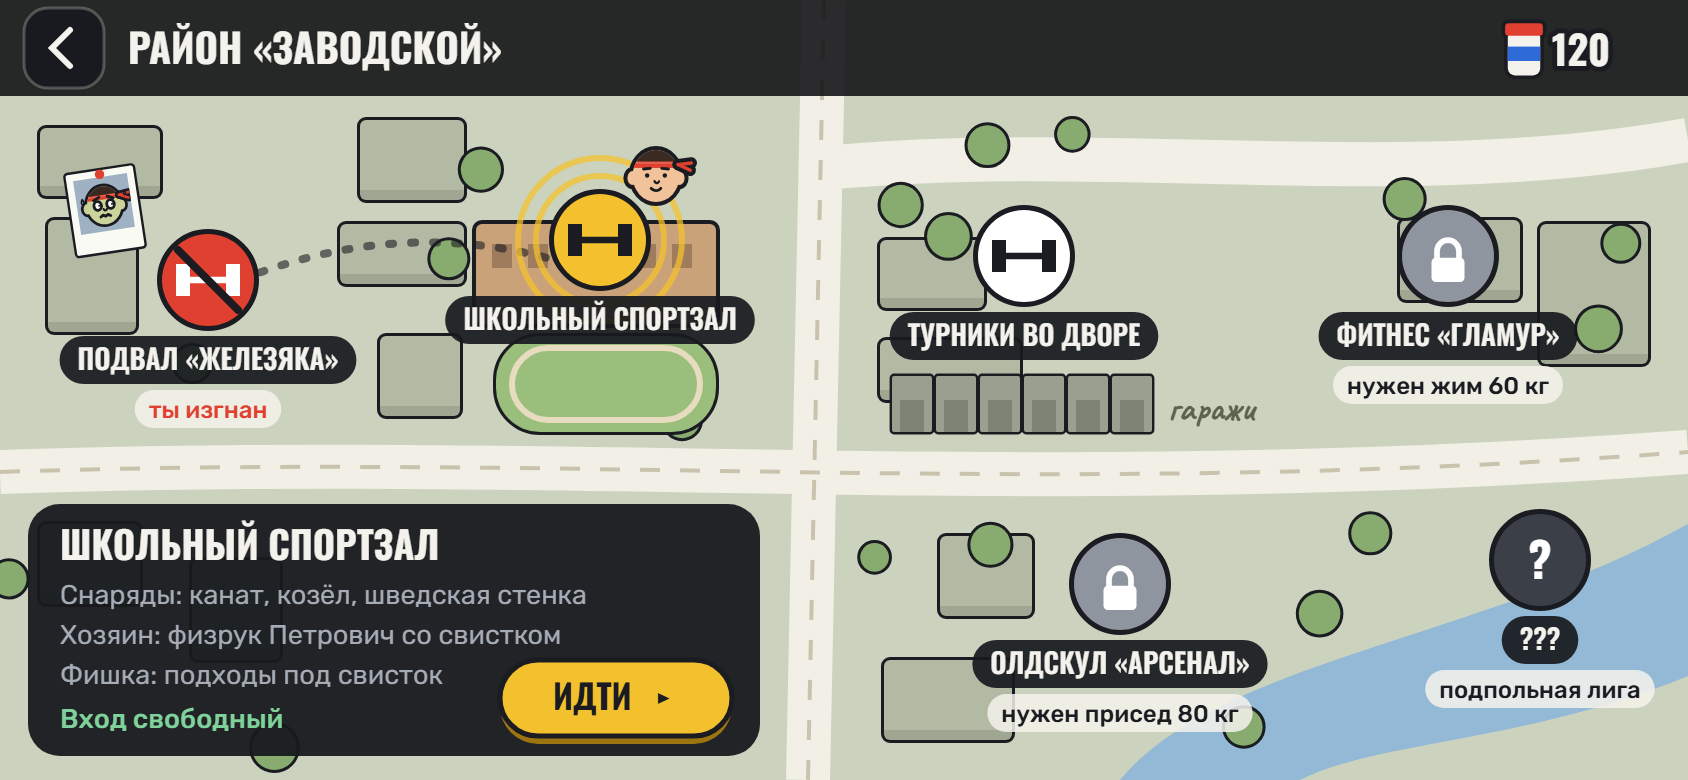 РАЙОН «ЗАВОДСКОЙ»
120
ШКОЛЬНЫЙ СПОРТЗАЛ
ПОДВАЛ «ЖЕЛЕЗЯКА»
ты изгнан
ТУРНИКИ ВО ДВОРЕ
гаражи
ФИТНЕС «ГЛАМУР»
нужен жим 60 кг
ШКОЛЬНЫЙ СПОРТЗАЛ
Снаряды: канат, козёл, шведская стенка
Хозяин: физрук Петрович со свистком
Фишка: подходы под свисток
Вход свободный
ИДТИ ►
ОЛДСКУЛ «АРСЕНАЛ»
нужен присед 80 кг
?
???
подпольная лига